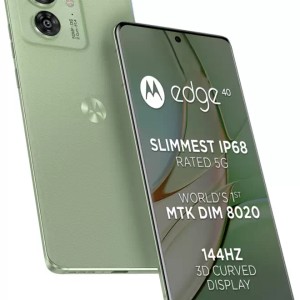 edge 40
SLIMMEST IP68
RATED 5G
WORLD'S 1ST
MTK DIM 8020
144HZ
3D CURVED
DISPLAY